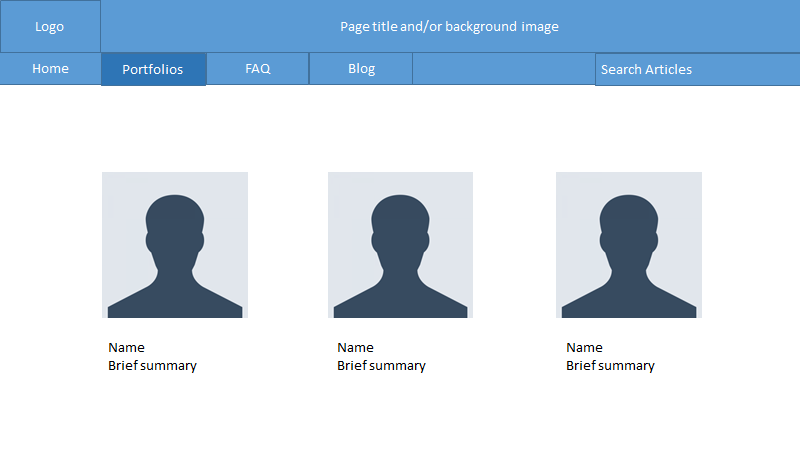 Logo
Page title and/or background image
Home
Portfolios
FAQ
Blog
Search Articles
Name
Brief summary
Name
Brief summary
Name
Brief summary